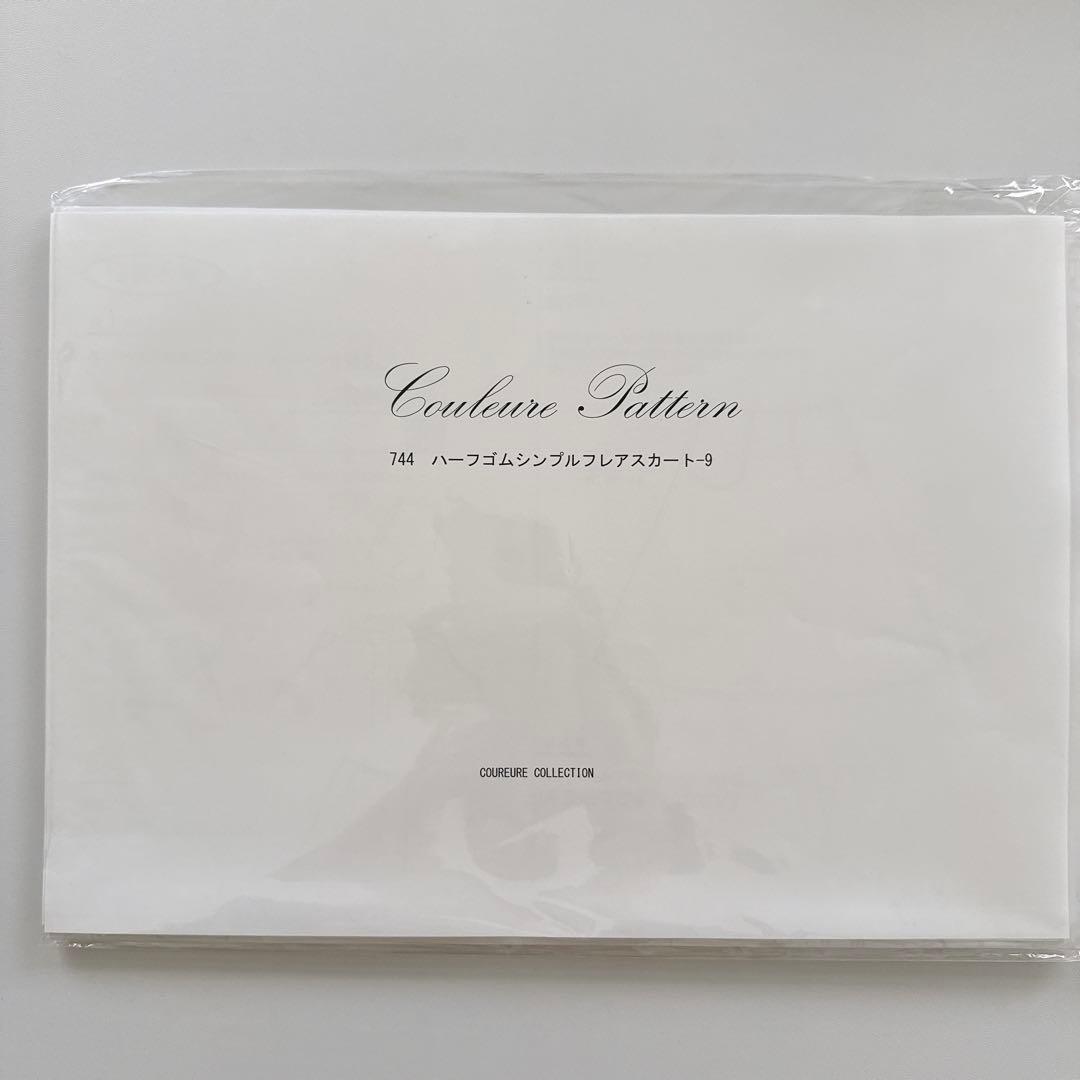 Couleure Pattern
744　ハーフゴムシンプルフレアスカート-9
COUREURE COLLECTION